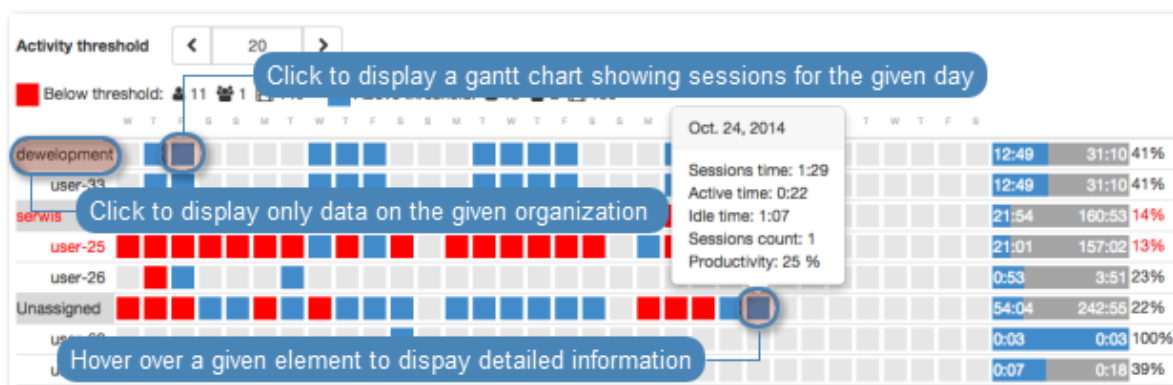 Activity threshold 20
Click to display a gantt chart showing sessions for the given day
Below threshold: 11 1
W T F S S M T W T F S S M T W T F S S M T W T F S
Oct. 24, 2014
Sessions time: 1:29
Active time: 0:22
Idle time: 1:07
Sessions count: 1
Productivity: 25 %
dewelopment 12:49 31:10 41%
user-33 12:49 31:10 41%
Click to display only data on the given organization
serwis 21:54 160:53 14%
user-25 21:01 157:02 13%
user-26 0:53 3:51 23%
Unassigned 54:04 242:55 22%
0:03 0:03 100%
Hover over a given element to dispay detailed information
0:07 0:18 39%